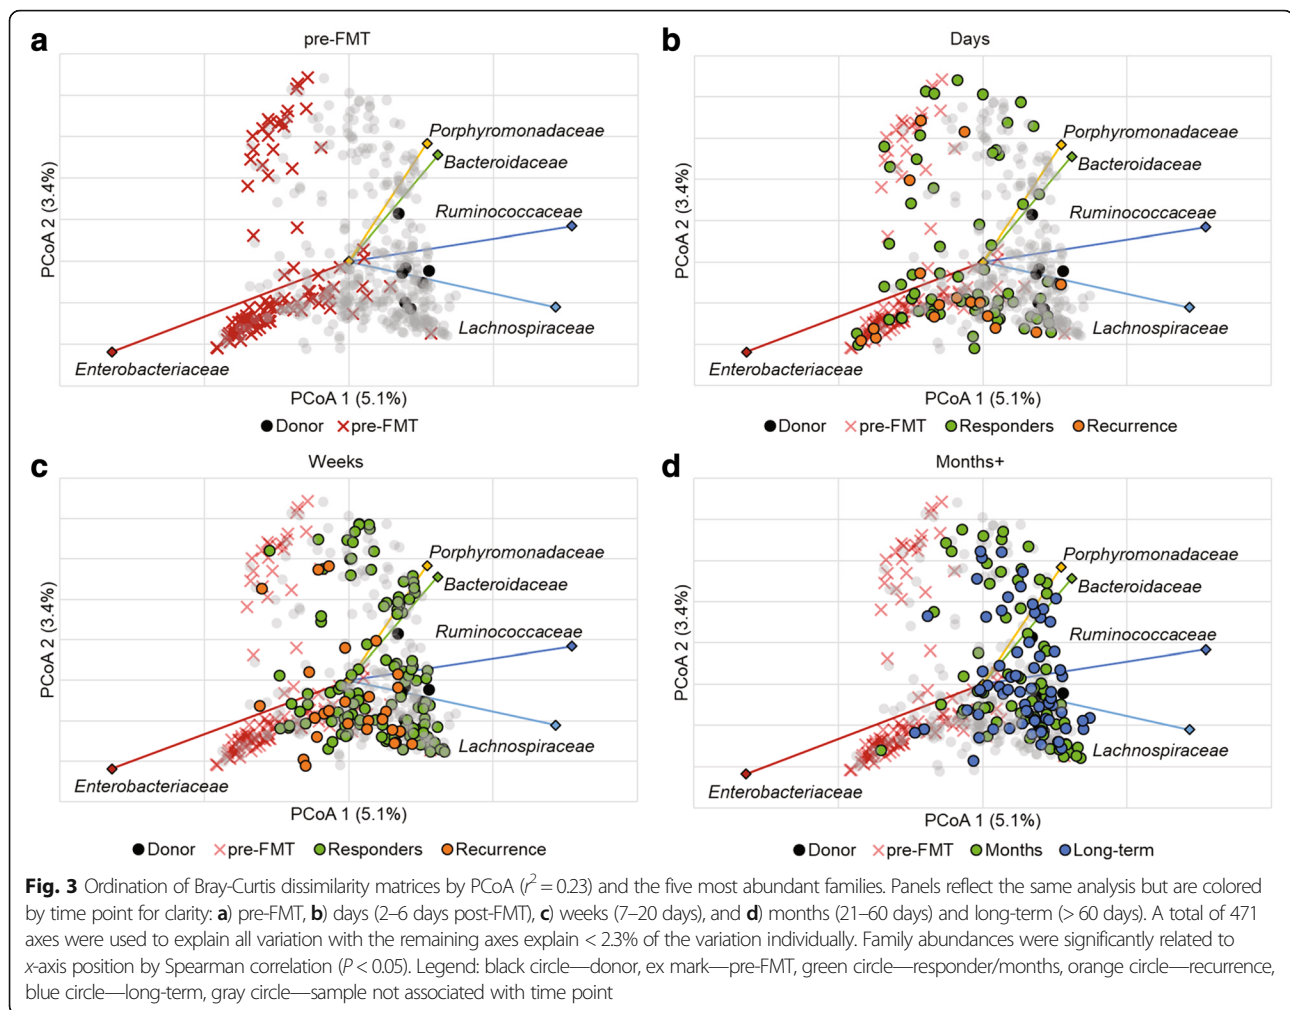 a
pre-FMT
Porphyromonadaceae
Bacteroidaceae
Ruminococcaceae
Lachnospiraceae
Enterobacteriaceae
PCoA 2 (3.4%)
PCoA 1 (5.1%)
Donor pre-FMT
b
Days
Porphyromonadaceae
Bacteroidaceae
Ruminococcaceae
Lachnospiraceae
Enterobacteriaceae
PCoA 2 (3.4%)
PCoA 1 (5.1%)
Donor pre-FMT Responders Recurrence
c
Weeks
Porphyromonadaceae
Bacteroidaceae
Ruminococcaceae
Lachnospiraceae
Enterobacteriaceae
PCoA 2 (3.4%)
PCoA 1 (5.1%)
Donor pre-FMT Responders Recurrence
d
Months+
Porphyromonadaceae
Bacteroidaceae
Ruminococcaceae
Lachnospiraceae
Enterobacteriaceae
PCoA 2 (3.4%)
PCoA 1 (5.1%)
Donor pre-FMT Months Long-term
Fig. 3 Ordination of Bray-Curtis dissimilarity matrices by PCoA (r² = 0.23) and the five most abundant families. Panels reflect the same analysis but are colored
by time point for clarity: a) pre-FMT, b) days (2–6 days post-FMT), c) weeks (7–20 days), and d) months (21–60 days) and long-term (> 60 days). A total of 471
axes were used to explain all variation with the remaining axes explain < 2.3% of the variation individually. Family abundances were significantly related to
x-axis position by Spearman correlation (P < 0.05). Legend: black circle—donor, ex mark—pre-FMT, green circle—responder/months, orange circle—recurrence,
blue circle—long-term, gray circle—sample not associated with time point